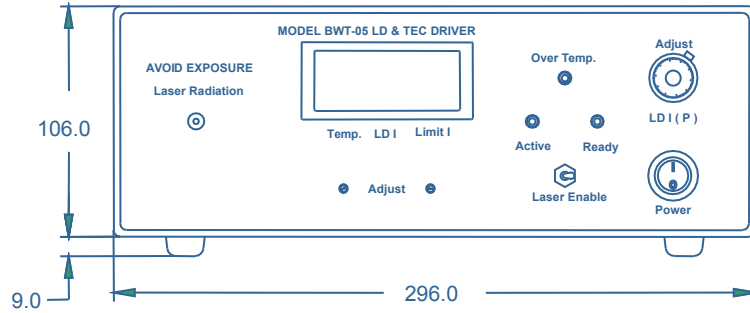 MODEL BWT-05 LD & TEC DRIVER
AVOID EXPOSURE
Laser Radiation
Over Temp.
Adjust
LD I ( P )
106.0
Temp. LD I Limit I
Active Ready
Adjust
Laser Enable
Power
9.0
296.0